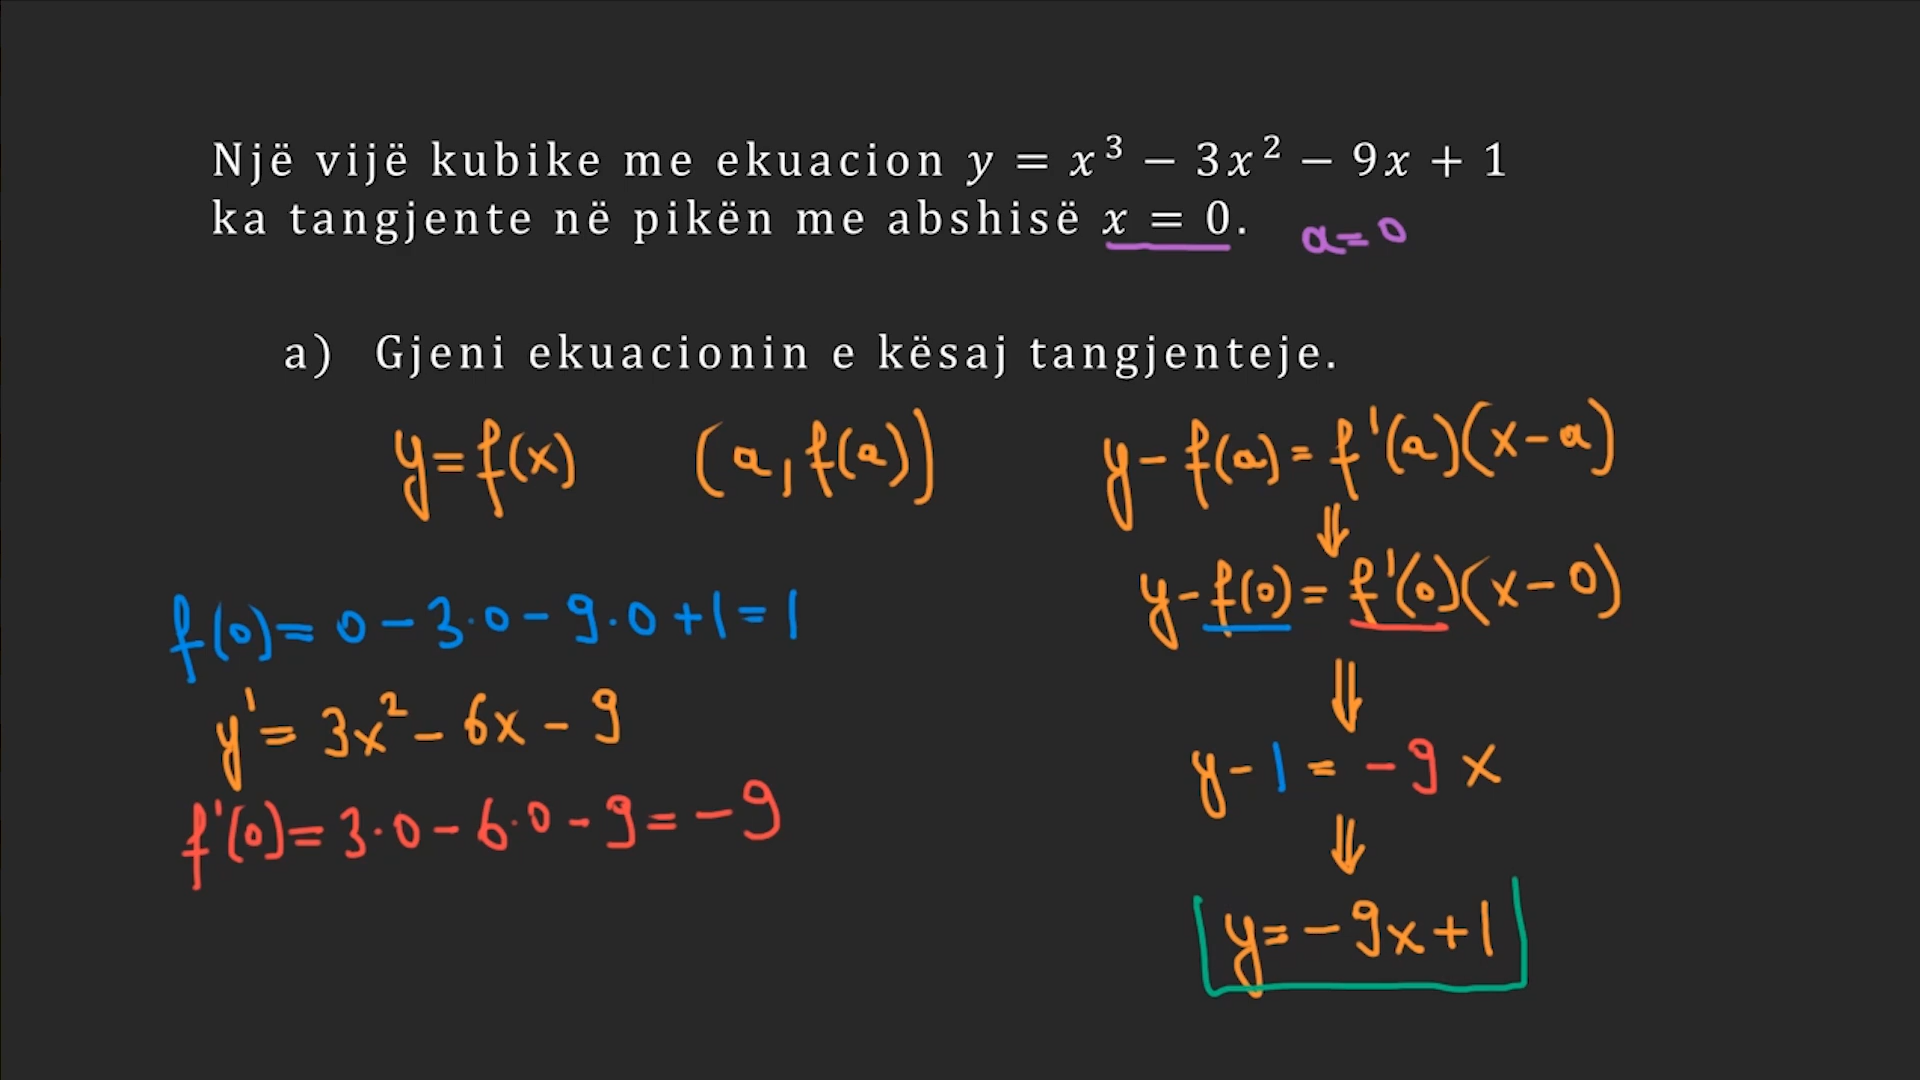 Një vijë kubike me ekuacion y = x³ − 3x² − 9x + 1
ka tangjente në pikën me abshisë x = 0. a=0
a) Gjeni ekuacionin e kësaj tangjenteje.
y=f(x) (a,f(a)) y-f(a)=f'(a)(x-a)
⇓
y-f(0)=f'(0)(x-0)
f(0)=0-3·0-9·0+1=1
⇓
y'=3x²-6x-9
y-1=-9x
f'(0)=3·0-6·0-9=-9
⇓
y=-9x+1